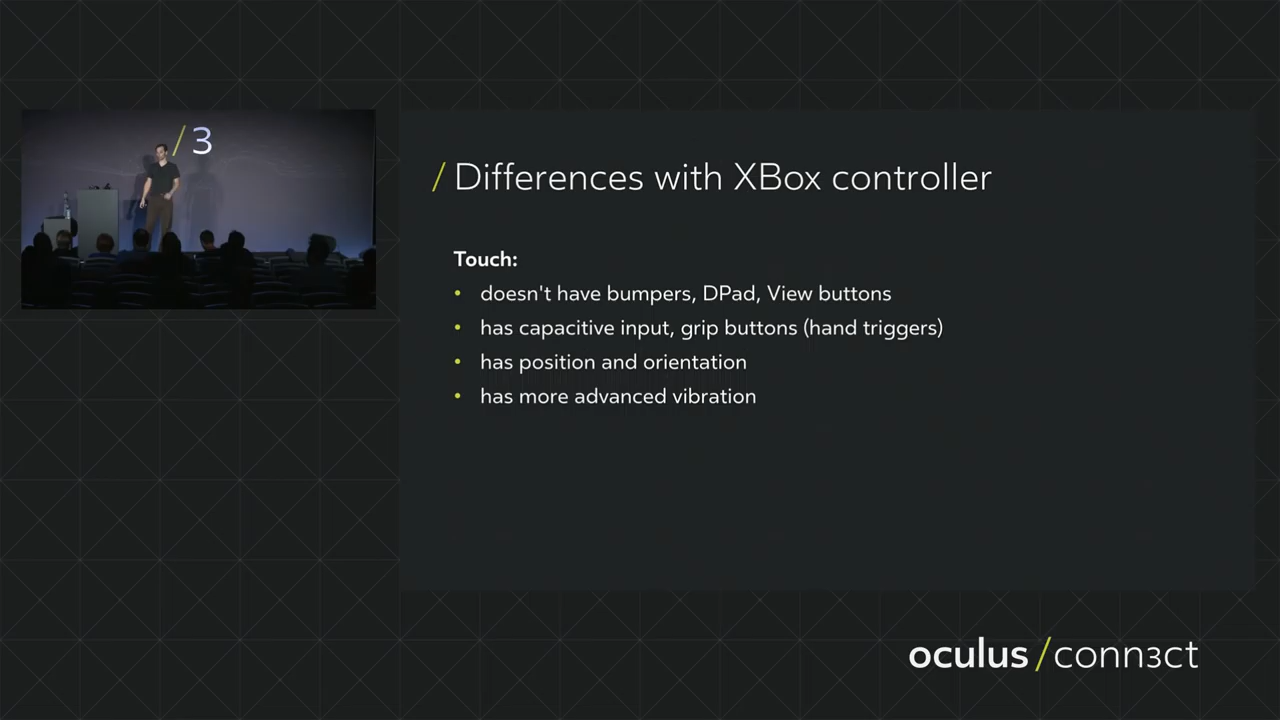 /3
/ Differences with XBox controller
Touch:
• doesn't have bumpers, DPad, View buttons
• has capacitive input, grip buttons (hand triggers)
• has position and orientation
• has more advanced vibration
oculus /conn3ct